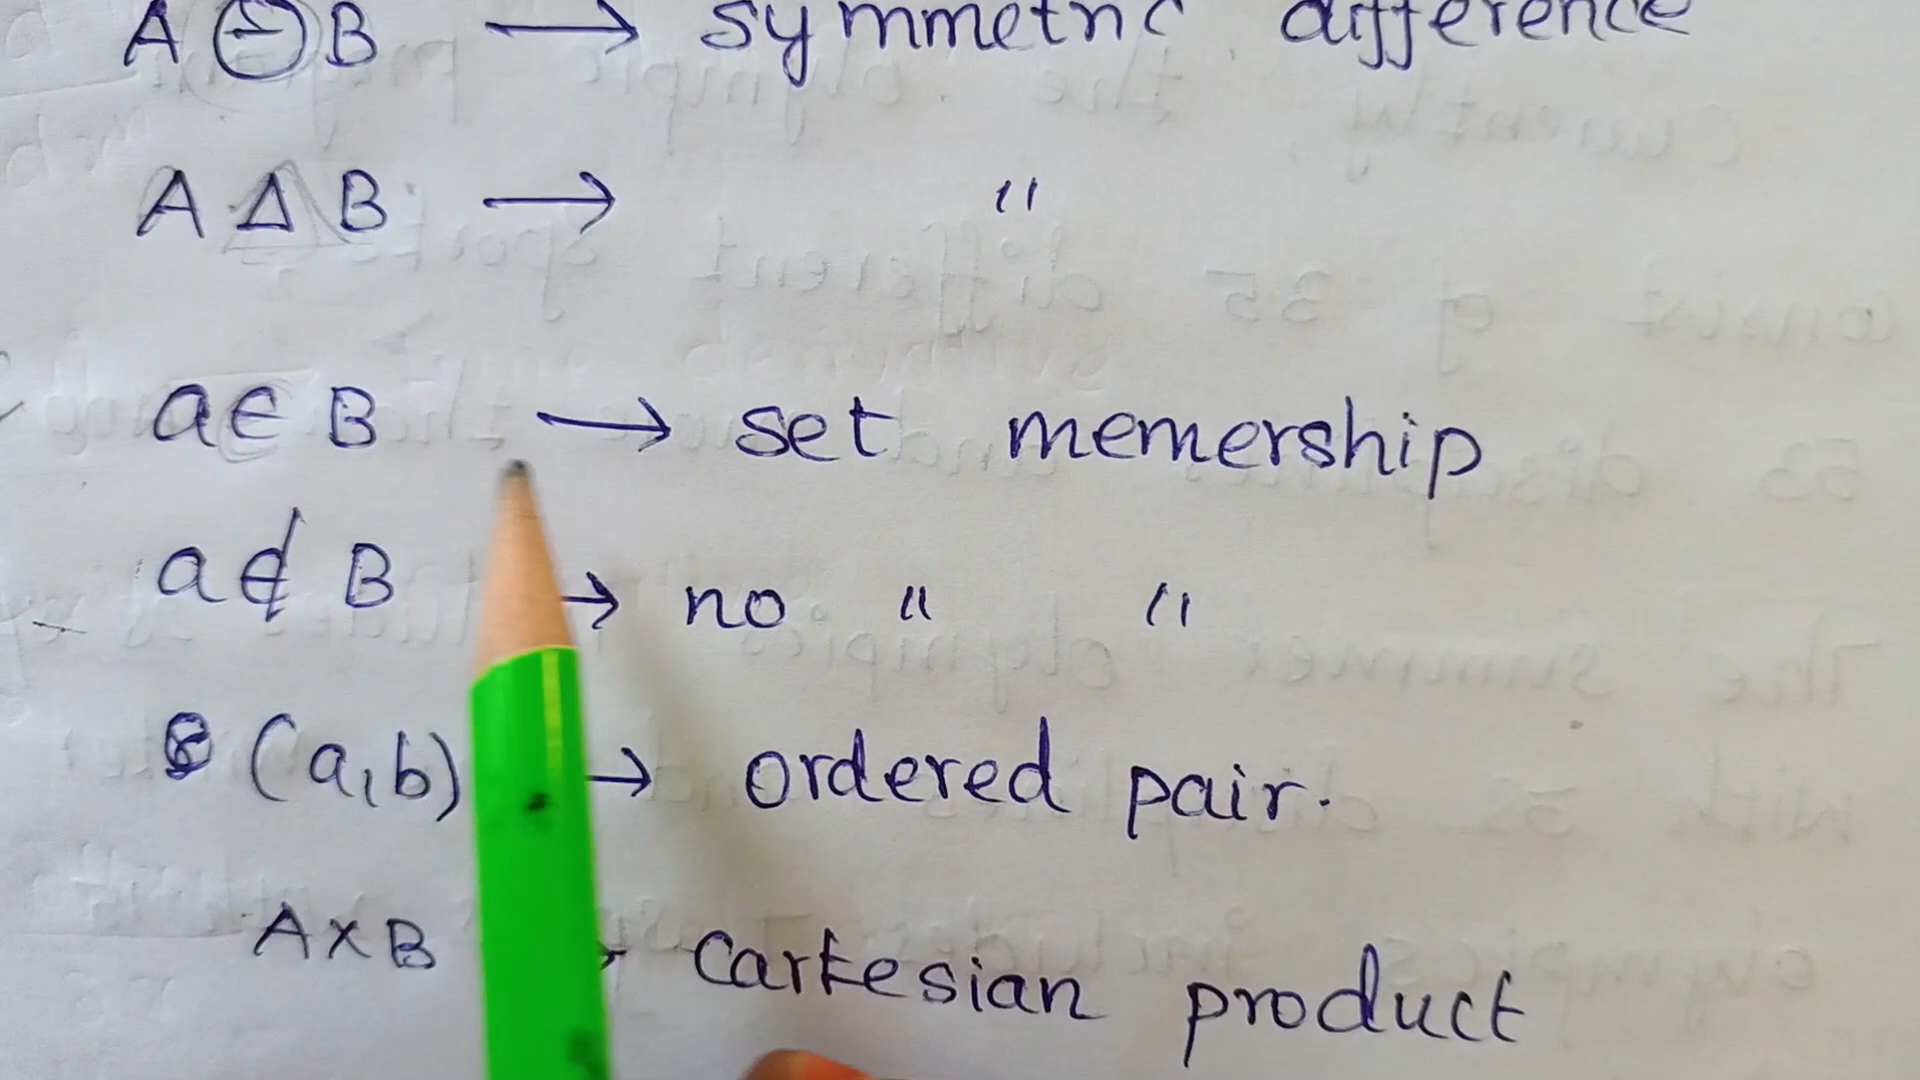 A ⊖ B → symmetric difference
A Δ B → "
a ∈ B → set memership
a ∉ B → no " "
(a,b) → ordered pair.
A × B → Cartesian product